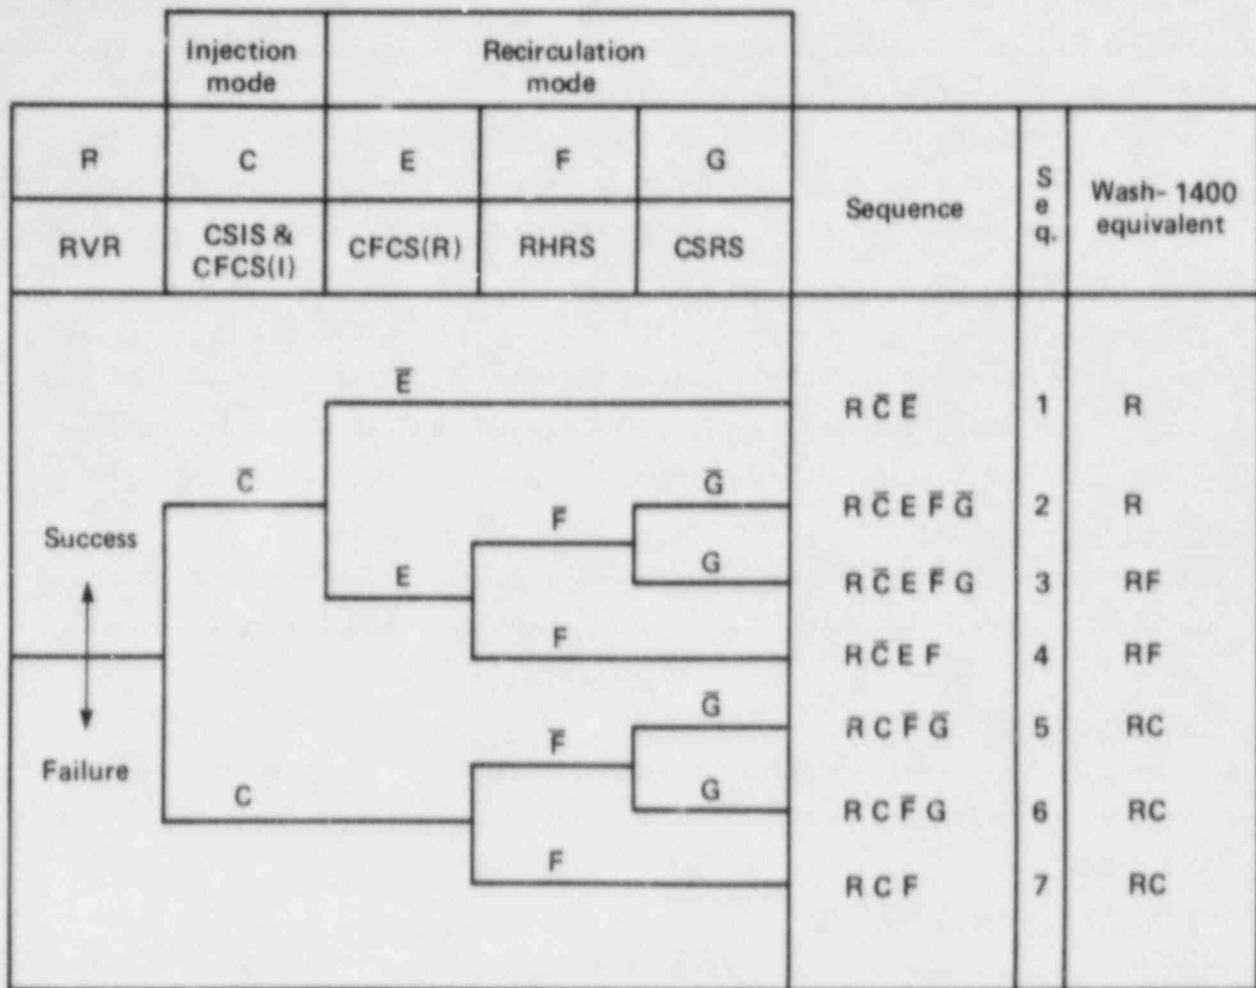 Injection mode
Recirculation mode
R
C
E
F
G
Sequence
Seq.
Wash-1400 equivalent
RVR
CSIS & CFCS(I)
CFCS(R)
RHRS
CSRS
Ē
R C̄ Ē 1 R
C̄
Ḡ
R C̄ E F̄ Ḡ 2 R
F̄
Success
E
G
R C̄ E F̄ G 3 RF
F
R C̄ E F 4 RF
Ḡ
R C F̄ Ḡ 5 RC
F̄
Failure
C
G
R C F̄ G 6 RC
F
R C F 7 RC